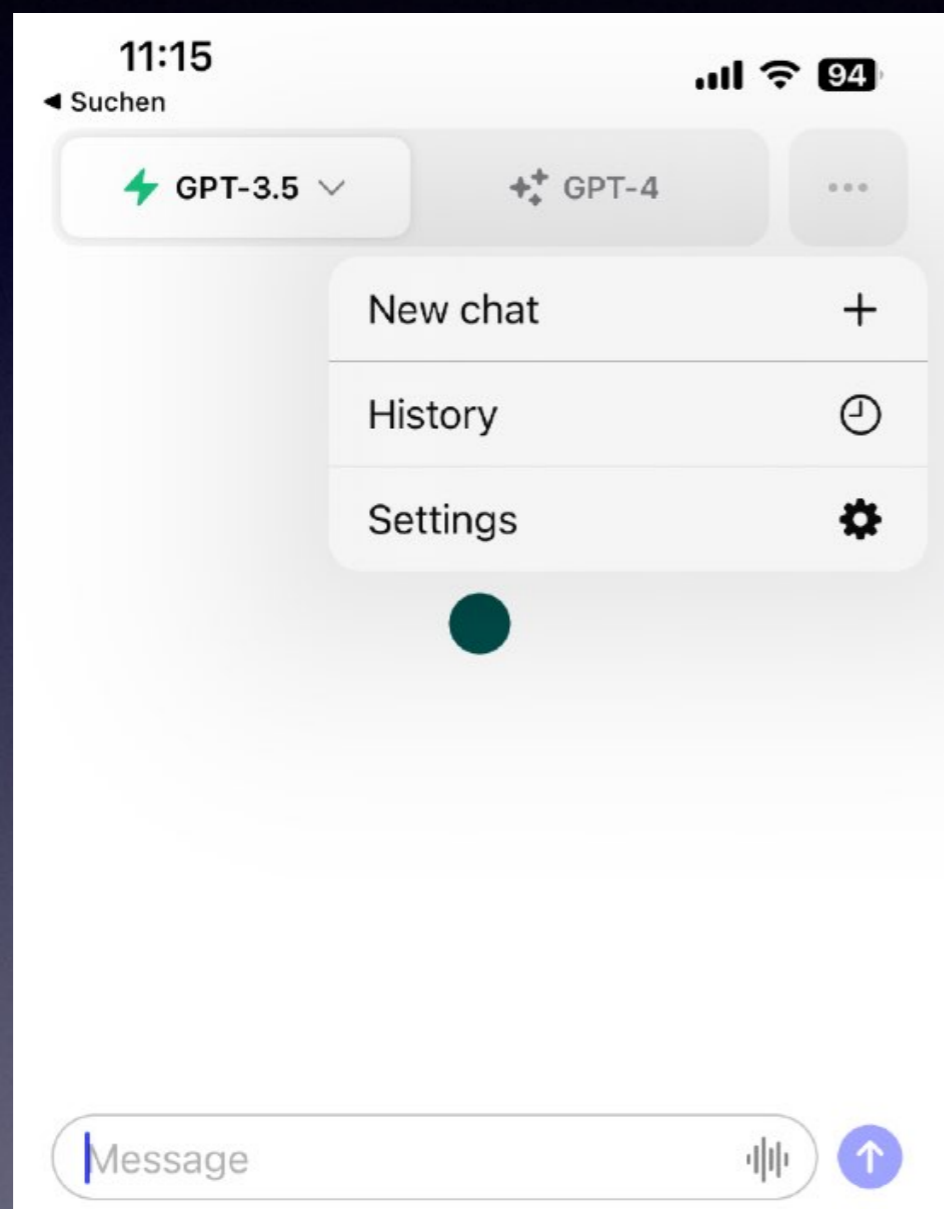 11:15
94
◀ Suchen
GPT-3.5 GPT-4
New chat
History
Settings
Message